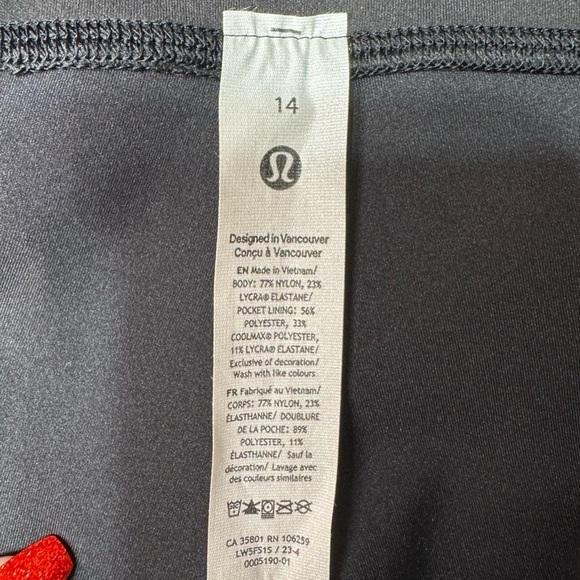 14
Designed in Vancouver
Conçu à Vancouver
EN Made in Vietnam/
BODY: 77% NYLON, 23%
LYCRA® ELASTANE/
POCKET LINING: 56%
POLYESTER, 33%
COOLMAX® POLYESTER,
11% LYCRA® ELASTANE/
Exclusive of decoration/
Wash with like colours
FR Fabriqué au Vietnam/
CORPS: 77% NYLON, 23%
ÉLASTHANNE/ DOUBLURE
DE LA POCHE: 89%
POLYESTER, 11%
ÉLASTHANNE/ Sauf la
décoration/ Lavage avec
des couleurs similaires
CA 35801 RN 106259
LW5FS1S / 23-4
0005190-01